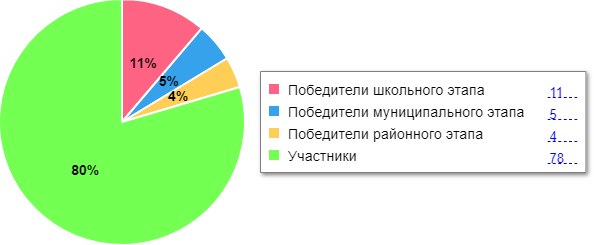 11%
5%
4%
80%
Победители школьного этапа 11
Победители муниципального этапа 5
Победители районного этапа 4
Участники 78